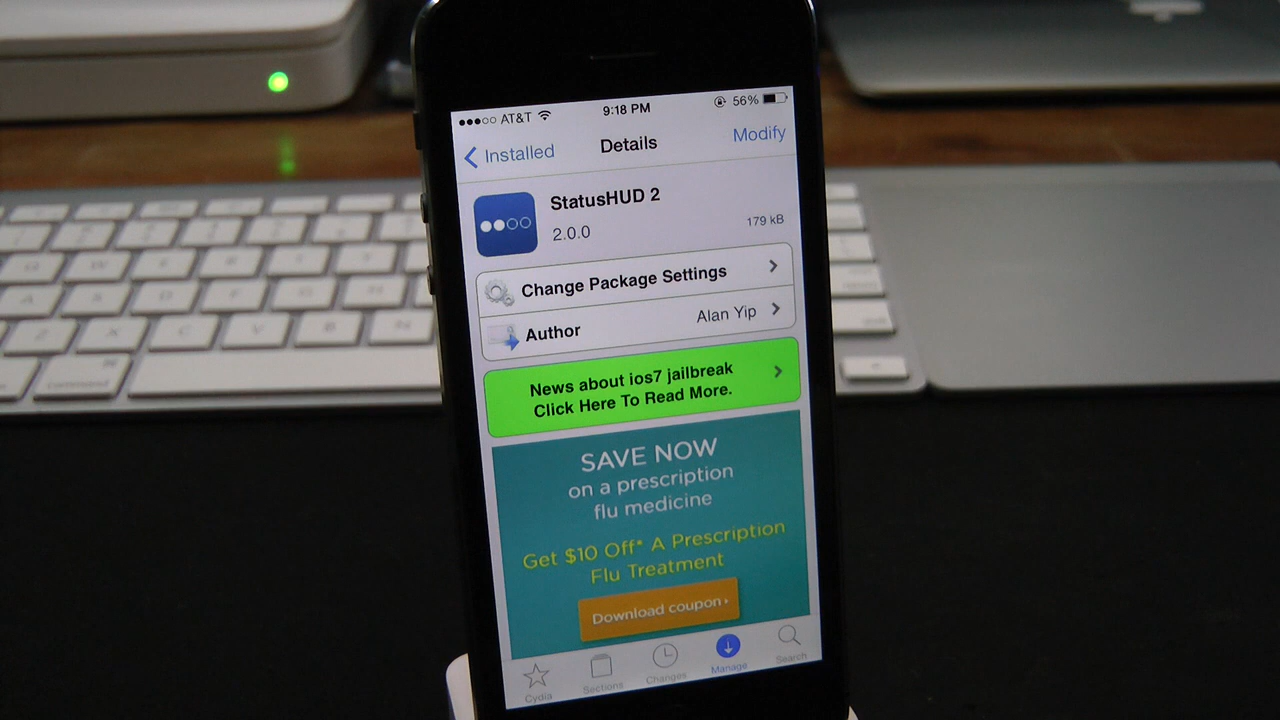 AT&T 9:18 PM 56%
Installed Details Modify
StatusHUD 2
2.0.0 179 kB
Change Package Settings
Author Alan Yip
News about ios7 jailbreak
Click Here To Read More.
SAVE NOW
on a prescription
flu medicine
Get $10 Off* A Prescription
Flu Treatment
Download coupon
Cydia Sections Changes Manage Search
command